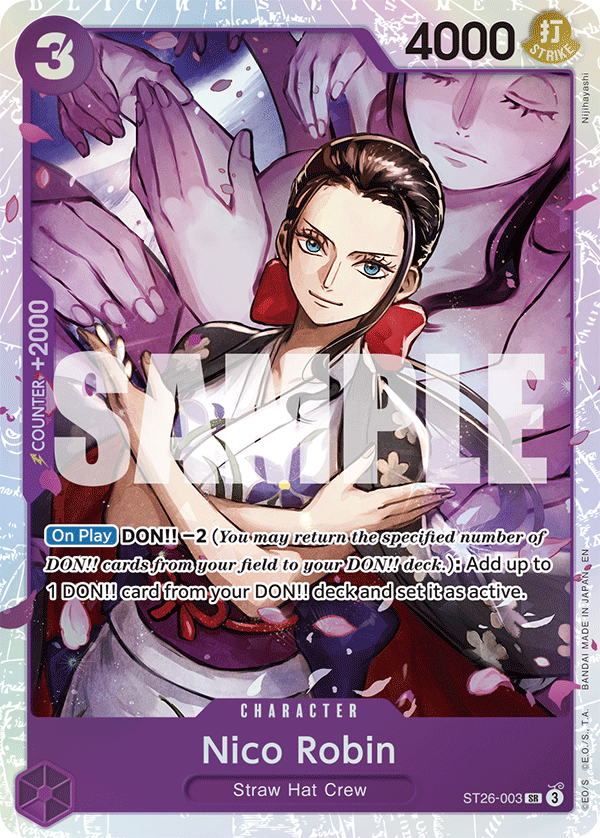 3
4000
打
STRIKE
Nijihayashi
COUNTER +2000
SAMPLE
On Play DON!! −2 (You may return the specified number of
DON!! cards from your field to your DON!! deck.): Add up to
1 DON!! card from your DON!! deck and set it as active.
©E.O./S., T.A. BANDAI MADE IN JAPAN EN
©EO/S
CHARACTER
Nico Robin
Straw Hat Crew
ST26-003 SR 3